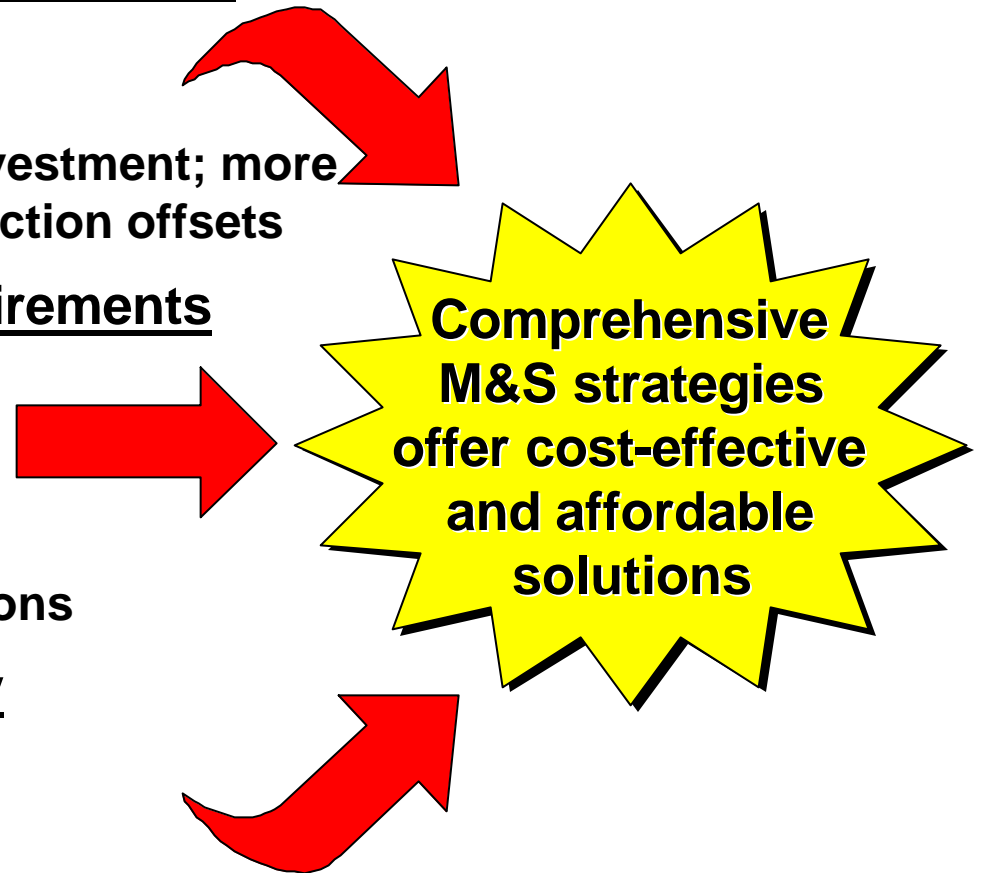 vestment; more
ction offsets
irements
Comprehensive
M&S strategies
offer cost-effective
and affordable
solutions
ons